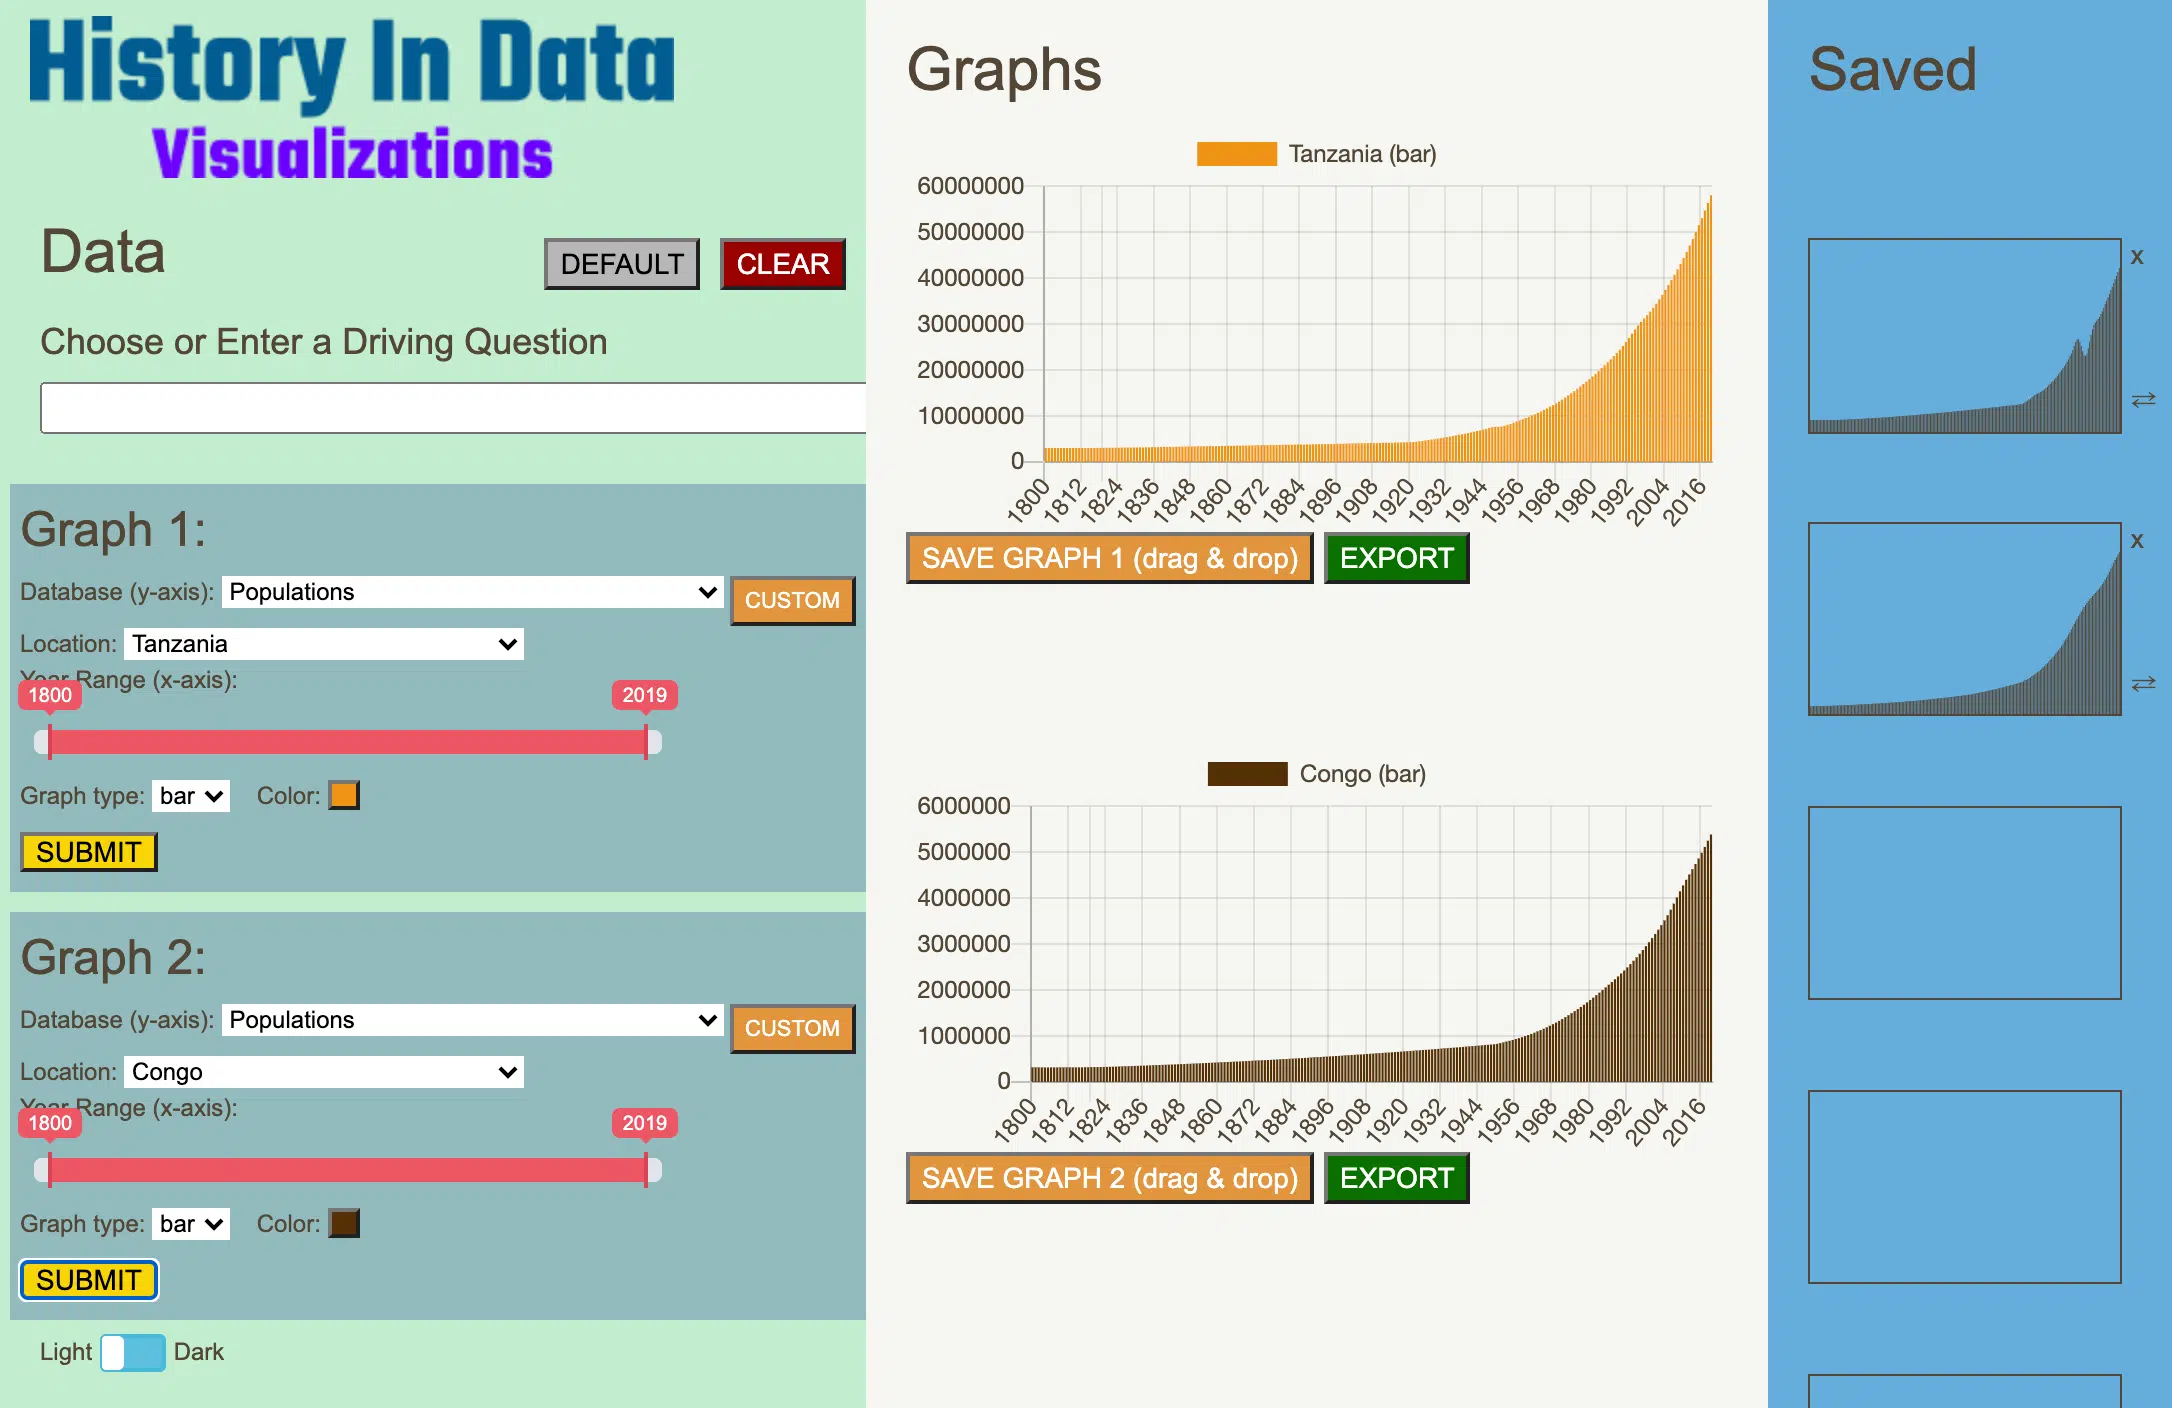 History In Data
Visualizations
Data
DEFAULT
CLEAR
Choose or Enter a Driving Question
Graph 1:
Database (y-axis): Populations
CUSTOM
Location: Tanzania
Year Range (x-axis):
1800
2019
Graph type: bar
Color:
SUBMIT
Graph 2:
Database (y-axis): Populations
CUSTOM
Location: Congo
Year Range (x-axis):
1800
2019
Graph type: bar
Color:
SUBMIT
Light
Dark
Graphs
Tanzania (bar)
60000000
50000000
40000000
30000000
20000000
10000000
0
1800 1812 1824 1836 1848 1860 1872 1884 1896 1908 1920 1932 1944 1956 1968 1980 1992 2004 2016
SAVE GRAPH 1 (drag & drop)
EXPORT
Congo (bar)
6000000
5000000
4000000
3000000
2000000
1000000
0
1800 1812 1824 1836 1848 1860 1872 1884 1896 1908 1920 1932 1944 1956 1968 1980 1992 2004 2016
SAVE GRAPH 2 (drag & drop)
EXPORT
Saved
x
⇄
x
⇄